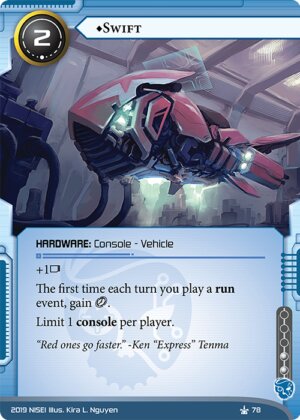 2
♦Swift
HARDWARE: Console - Vehicle
+1
The first time each turn you play a run
event, gain .
Limit 1 console per player.
"Red ones go faster." -Ken "Express" Tenma
2019 NISEI Illus. Kira L. Nguyen
78